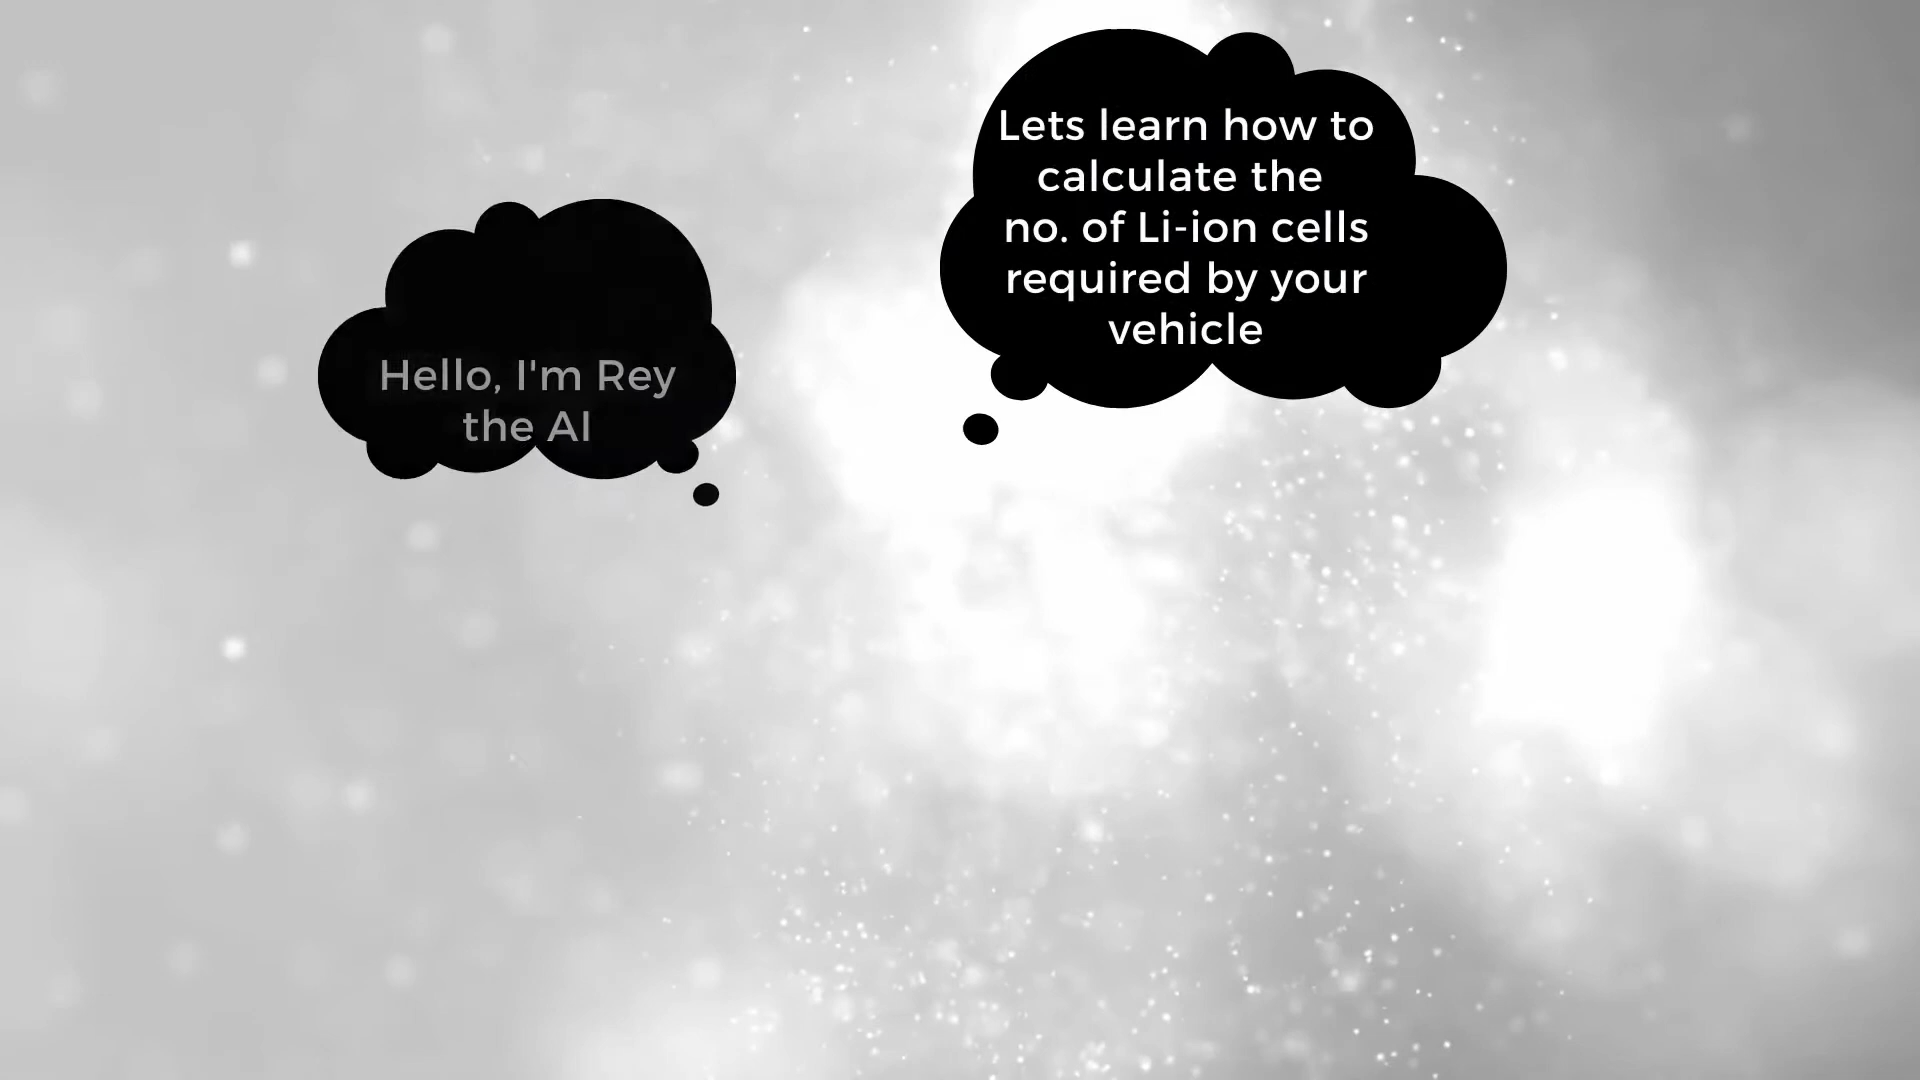 Hello, I'm Rey
the AI
Lets learn how to
calculate the
no. of Li-ion cells
required by your
vehicle